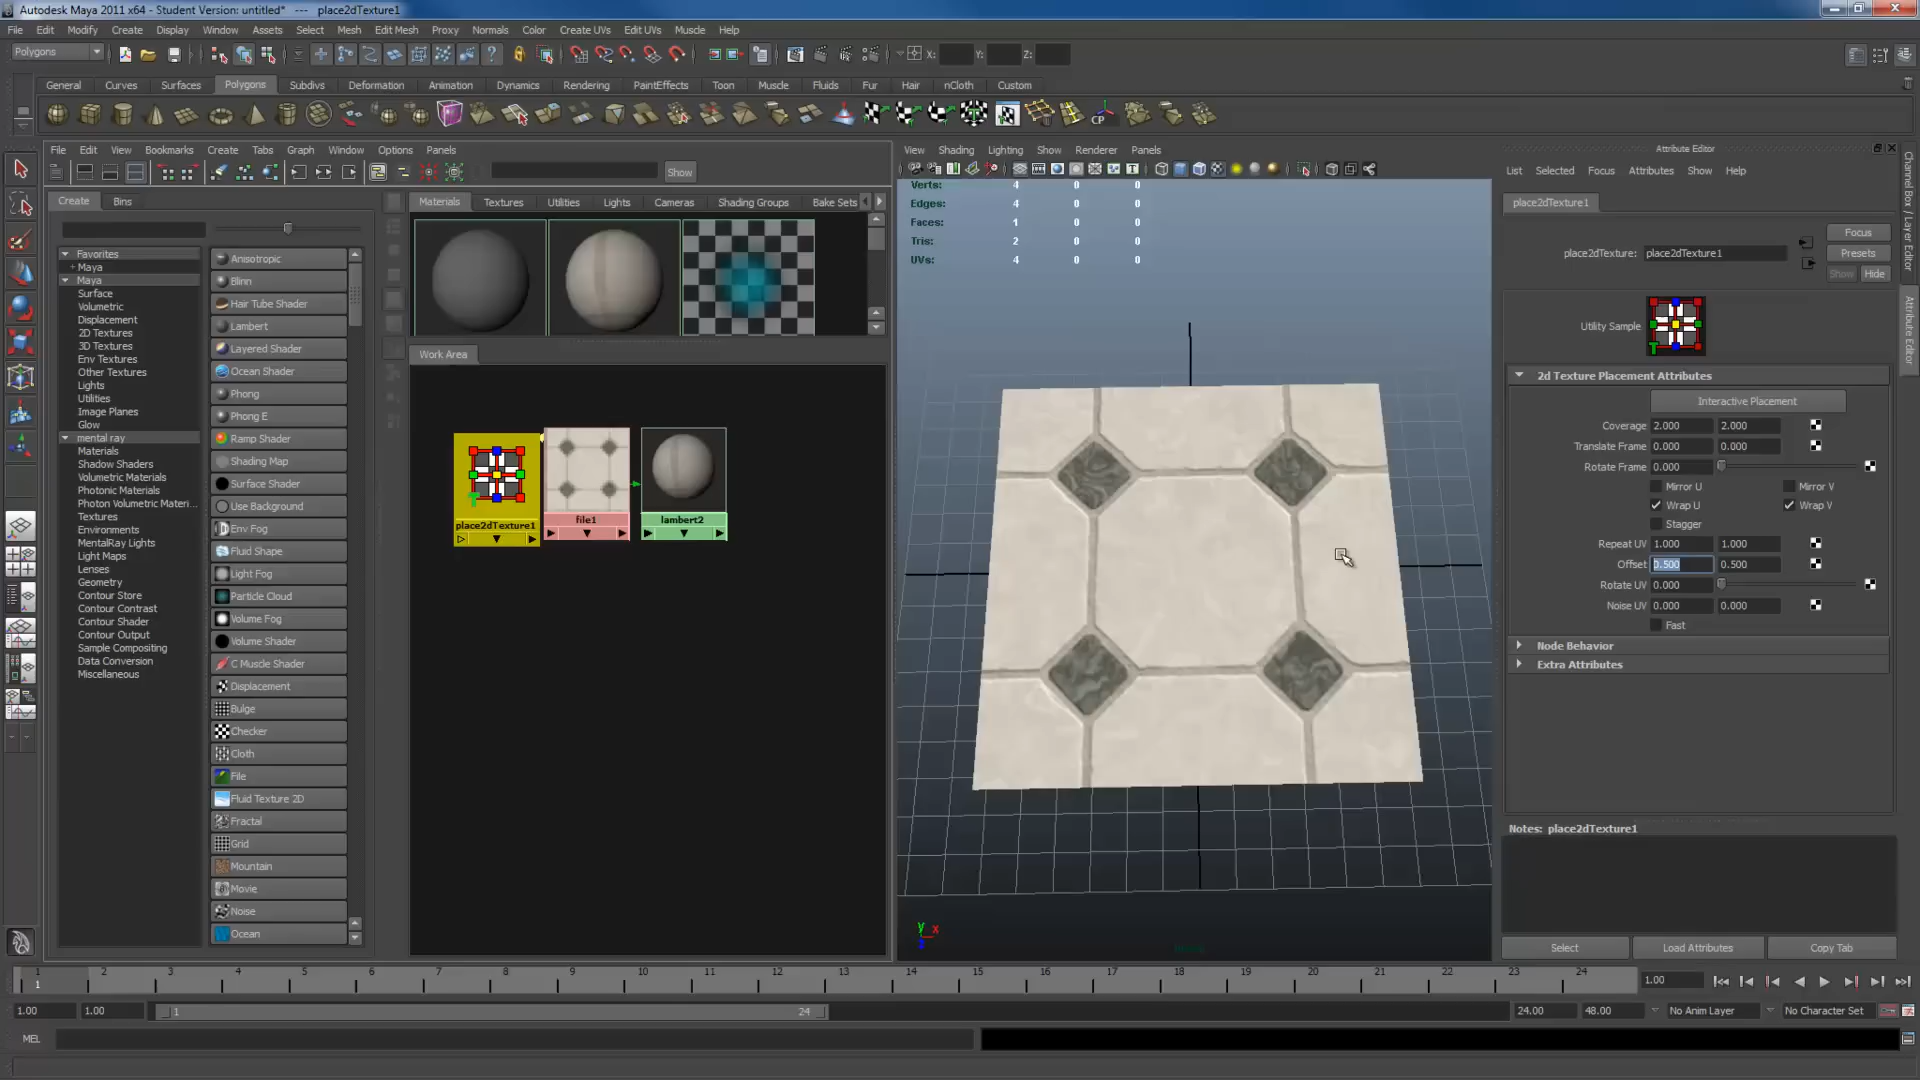 Autodesk Maya 2011 x64 - Student Version: untitled* --- place2dTexture1
File Edit Modify Create Display Window Assets Select Mesh Edit Mesh Proxy Normals Color Create UVs Edit UVs Muscle Help
Polygons X: Y: Z:
General Curves Surfaces Polygons Subdivs Deformation Animation Dynamics Rendering PaintEffects Toon Muscle Fluids Fur Hair nCloth Custom
CP
File Edit View Bookmarks Create Tabs Graph Window Options Panels
Show
Create Bins
Favorites
+ Maya
Maya
Surface
Volumetric
Displacement
2D Textures
3D Textures
Env Textures
Other Textures
Lights
Utilities
Image Planes
Glow
mental ray
Materials
Shadow Shaders
Volumetric Materials
Photonic Materials
Photon Volumetric Materi...
Textures
Environments
MentalRay Lights
Light Maps
Lenses
Geometry
Contour Store
Contour Contrast
Contour Shader
Contour Output
Sample Compositing
Data Conversion
Miscellaneous
Anisotropic
Blinn
Hair Tube Shader
Lambert
Layered Shader
Ocean Shader
Phong
Phong E
Ramp Shader
Shading Map
Surface Shader
Use Background
Env Fog
Fluid Shape
Light Fog
Particle Cloud
Volume Fog
Volume Shader
C Muscle Shader
Displacement
Bulge
Checker
Cloth
File
Fluid Texture 2D
Fractal
Grid
Mountain
Movie
Noise
Ocean
Materials Textures Utilities Lights Cameras Shading Groups Bake Sets
Work Area
place2dTexture1 file1 lambert2
View Shading Lighting Show Renderer Panels
Verts: 4 0 0
Edges: 4 0 0
Faces: 1 0 0
Tris: 2 0 0
UVs: 4 0 0
y x
z
persp
Attribute Editor
List Selected Focus Attributes Show Help
place2dTexture1
Focus
place2dTexture: place2dTexture1 Presets
Show Hide
Utility Sample
2d Texture Placement Attributes
Interactive Placement
Coverage 2.000 2.000
Translate Frame 0.000 0.000
Rotate Frame 0.000
Mirror U Mirror V
Wrap U Wrap V
Stagger
Repeat UV 1.000 1.000
Offset 0.500 0.500
Rotate UV 0.000
Noise UV 0.000 0.000
Fast
Node Behavior
Extra Attributes
Notes: place2dTexture1
Select Load Attributes Copy Tab
Channel Box / Layer Editor
Attribute Editor
1 2 3 4 5 6 7 8 9 10 11 12 13 14 15 16 17 18 19 20 21 22 23 24
1 1.00
1.00 1.00 1 24 24.00 48.00 No Anim Layer No Character Set
MEL